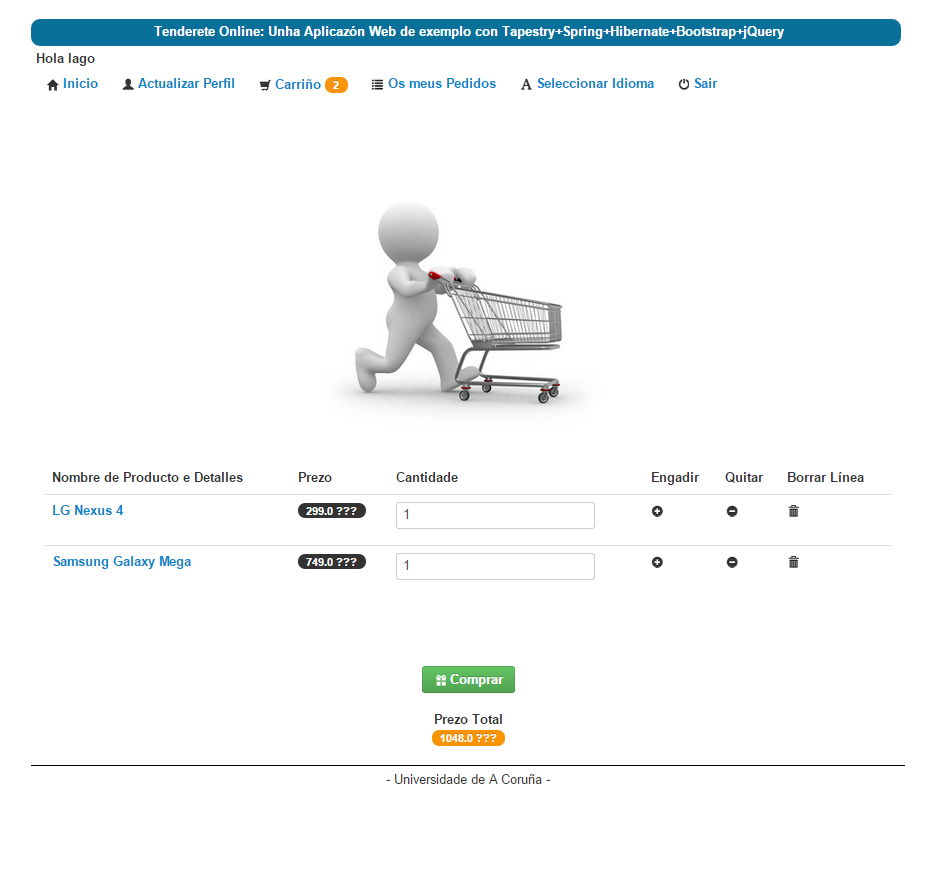 Tenderete Online: Unha Aplicazón Web de exemplo con Tapestry+Spring+Hibernate+Bootstrap+jQuery
Hola Iago
Inicio Actualizar Perfil Carriño 2 Os meus Pedidos Seleccionar Idioma Sair
Nombre de Producto e Detalles Prezo Cantidade Engadir Quitar Borrar Línea
LG Nexus 4 299.0 ??? 1
Samsung Galaxy Mega 749.0 ??? 1
Comprar
Prezo Total
1048.0 ???
- Universidade de A Coruña -